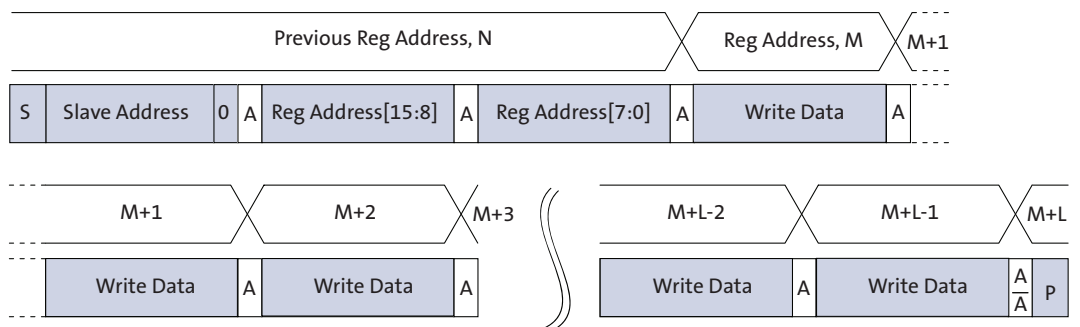 Previous Reg Address, N Reg Address, M M+1
S Slave Address 0 A Reg Address[15:8] A Reg Address[7:0] A Write Data A
M+1 M+2 M+3 M+L-2 M+L-1 M+L
Write Data A Write Data A Write Data A Write Data A P
A